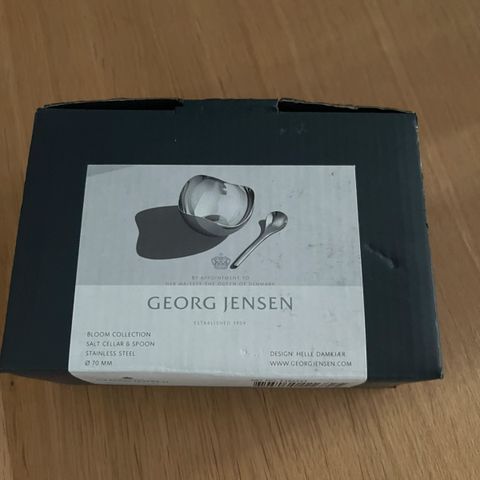 BY APPOINTMENT TO
HER MAJESTY THE QUEEN OF DENMARK
GEORG JENSEN
ESTABLISHED 1904
BLOOM COLLECTION
SALT CELLAR & SPOON
STAINLESS STEEL
Ø 70 MM
DESIGN HELLE DAMKJÆR
WWW.GEORGJENSEN.COM